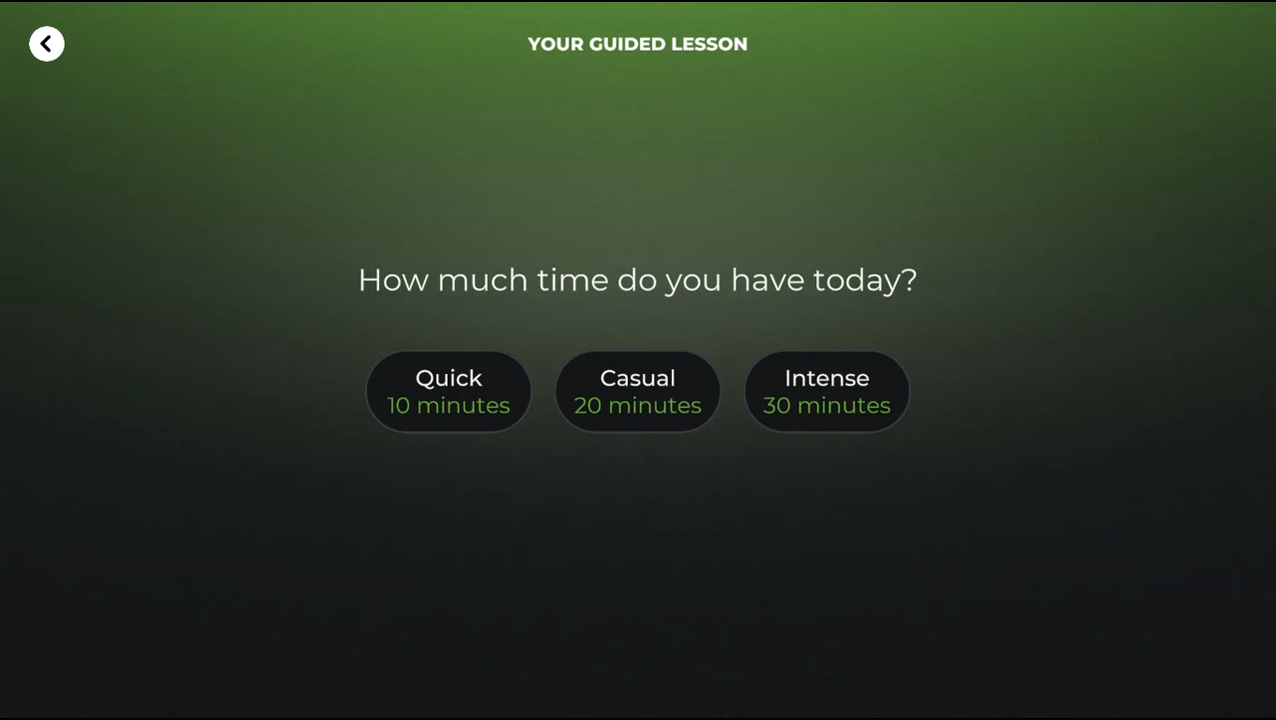 YOUR GUIDED LESSON
How much time do you have today?
Quick
10 minutes
Casual
20 minutes
Intense
30 minutes